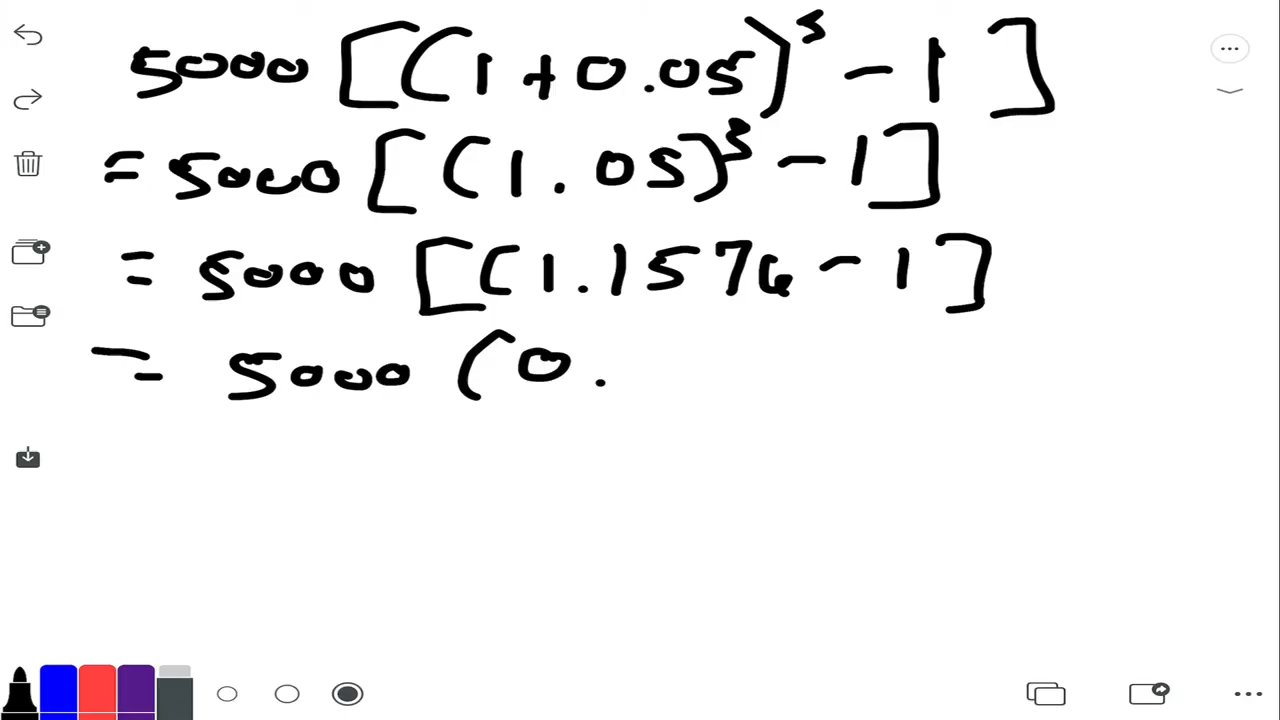 5000 [(1+0.05)³ - 1]
= 5000 [(1.05)³ - 1]
= 5000 [(1.1576 - 1]
= 5000 (0.